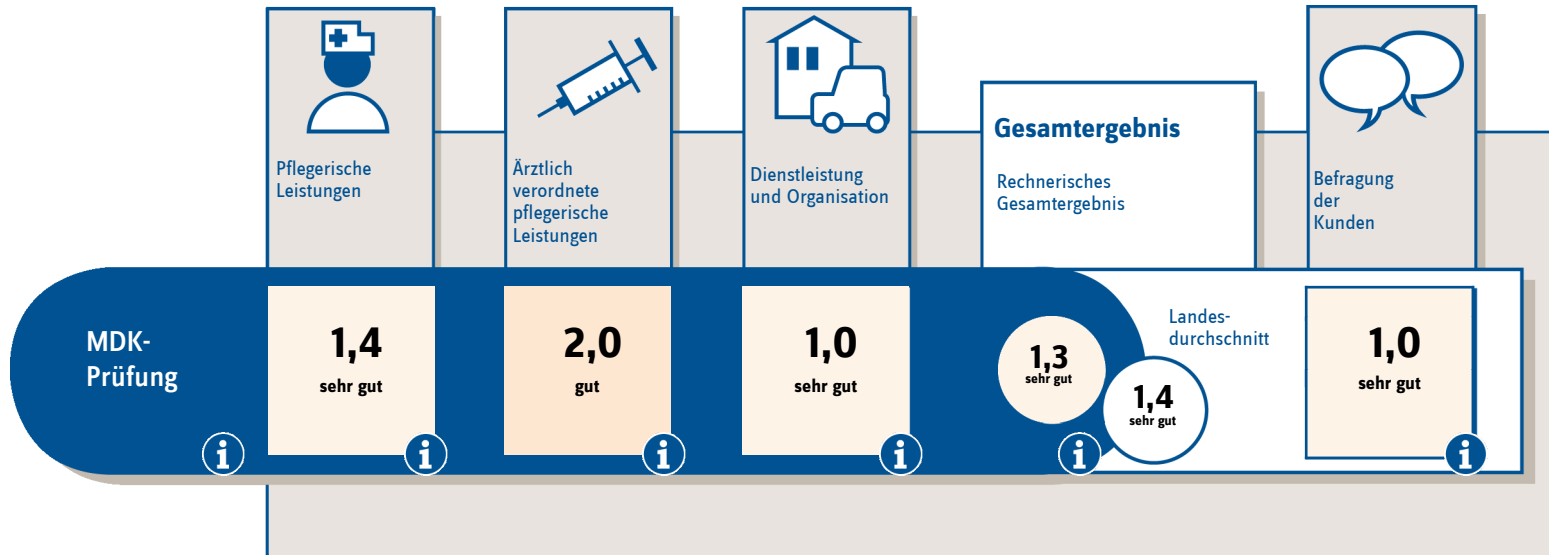 Pflegerische
Leistungen
Ärztlich
verordnete
pflegerische
Leistungen
Dienstleistung
und Organisation
Gesamtergebnis
Rechnerisches
Gesamtergebnis
Befragung
der
Kunden
MDK-
Prüfung
1,4
sehr gut
2,0
gut
1,0
sehr gut
1,3
sehr gut
Landes-
durchschnitt
1,4
sehr gut
1,0
sehr gut
i
i
i
i
i
i